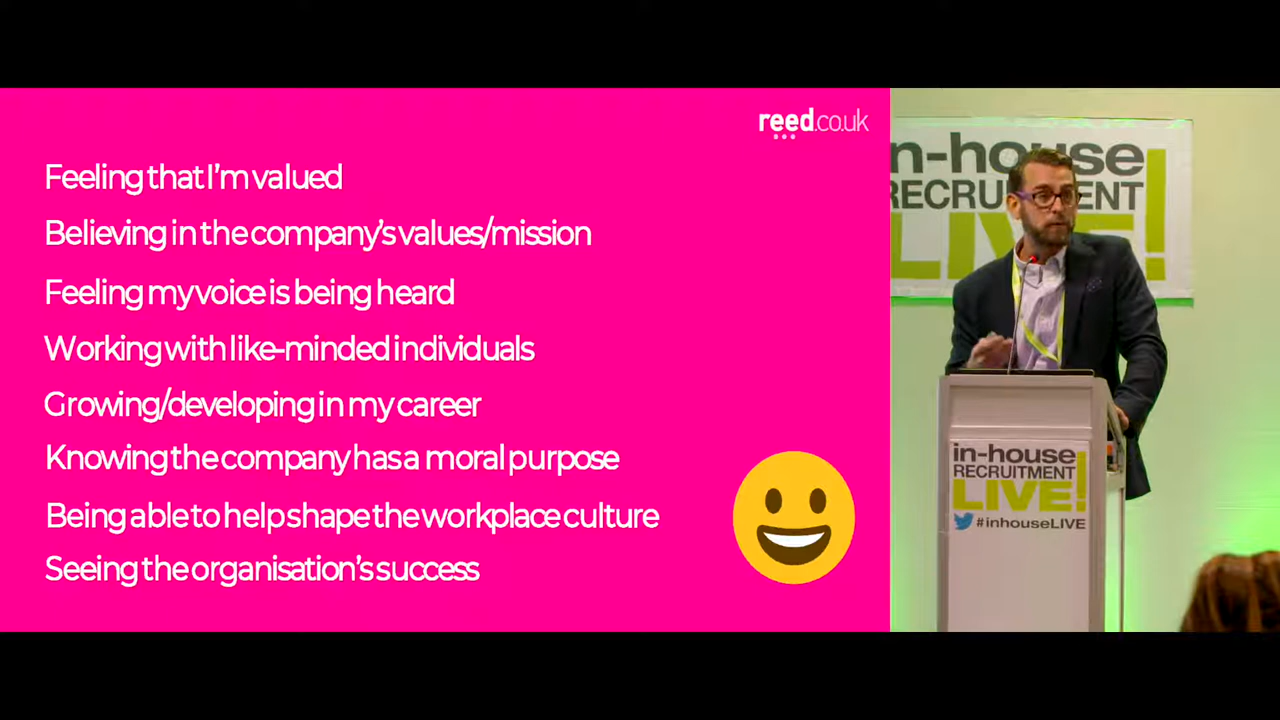 reed.co.uk
Feeling that I'm valued
Believing in the company's values/mission
Feeling my voice is being heard
Working with like-minded individuals
Growing/developing in my career
Knowing the company has a moral purpose
Being able to help shape the workplace culture
Seeing the organisation's success
in-house
RECRUITMENT
LIVE!
in-house
RECRUITMENT
LIVE!
#inhouseLIVE